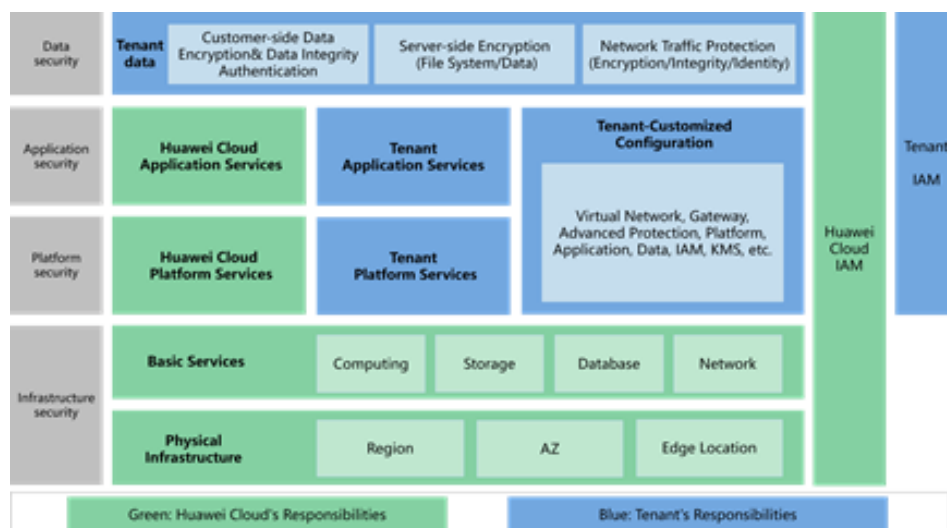 Data
security
Tenant
data
Customer-side Data
Encryption& Data Integrity
Authentication
Server-side Encryption
(File System/Data)
Network Traffic Protection
(Encryption/Integrity/Identity)
Application
security
Huawei Cloud
Application Services
Tenant
Application Services
Tenant-Customized
Configuration
Virtual Network, Gateway,
Advanced Protection, Platform,
Application, Data, IAM, KMS, etc.
Platform
security
Huawei Cloud
Platform Services
Tenant
Platform Services
Huawei
Cloud
IAM
Tenant
IAM
Infrastructure
security
Basic Services
Computing
Storage
Database
Network
Physical
Infrastructure
Region
AZ
Edge Location
Green: Huawei Cloud's Responsibilities
Blue: Tenant's Responsibilities